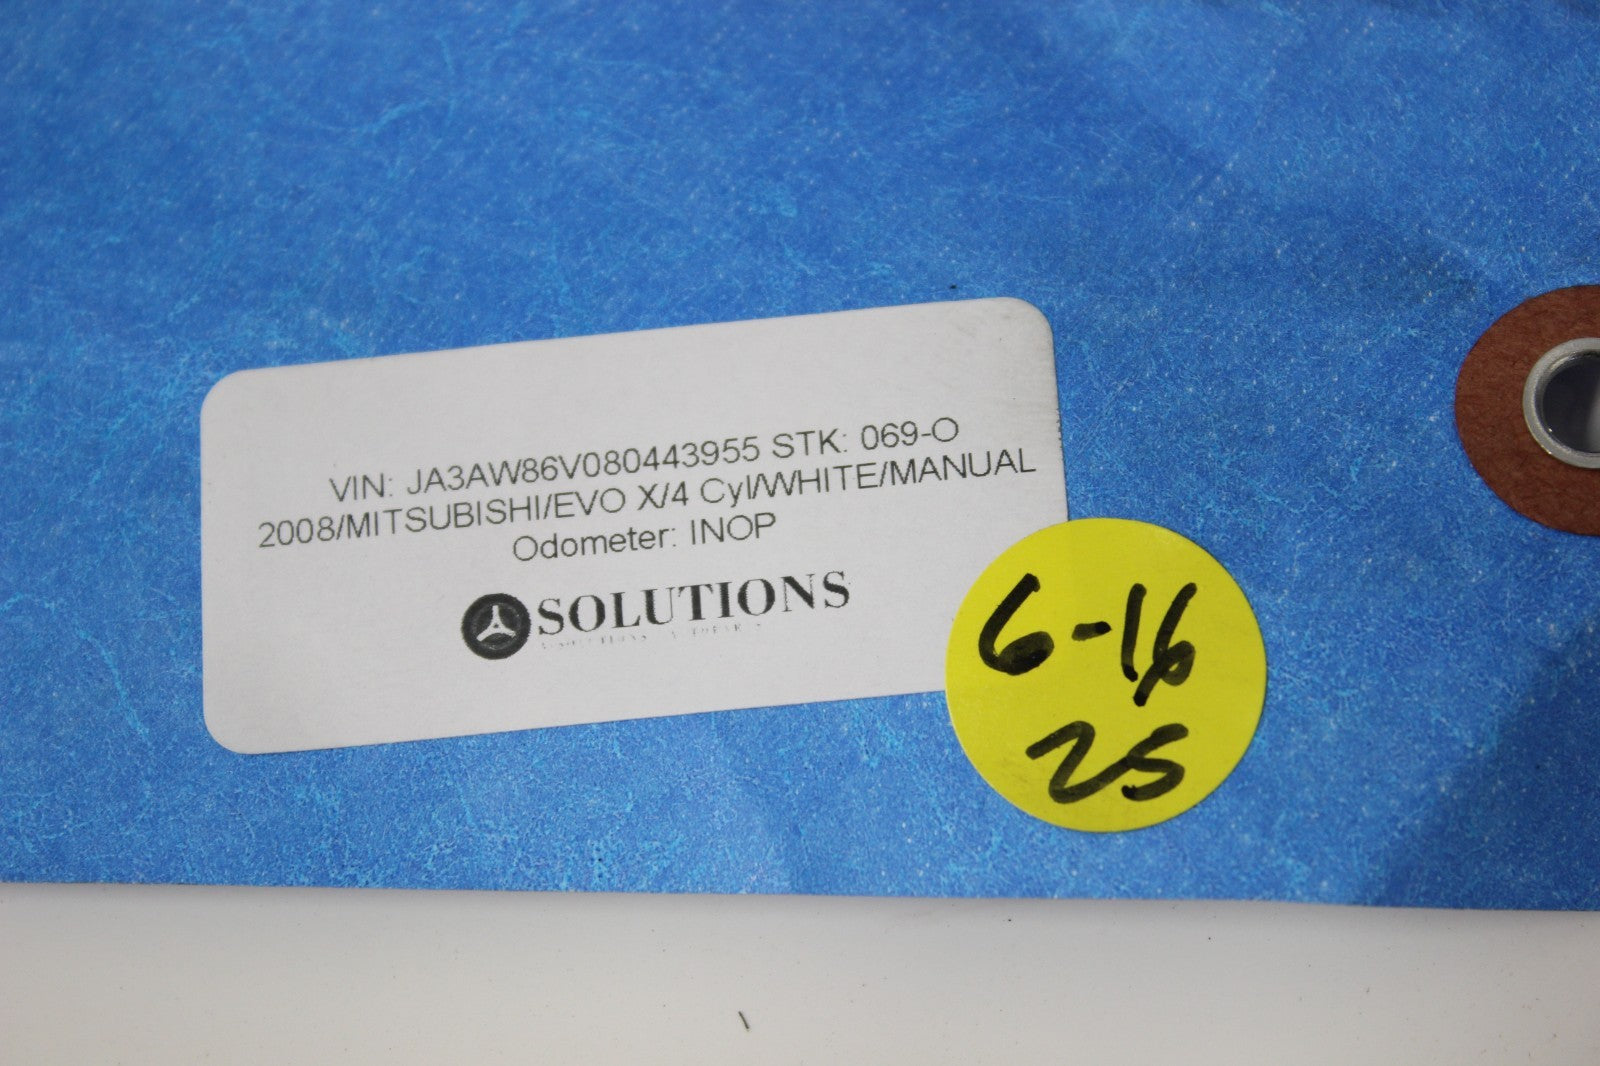 VIN: JA3AW86V080443955 STK: 069-O
2008/MITSUBISHI/EVO X/4 Cyl/WHITE/MANUAL
Odometer: INOP
SOLUTIONS
6-16
25